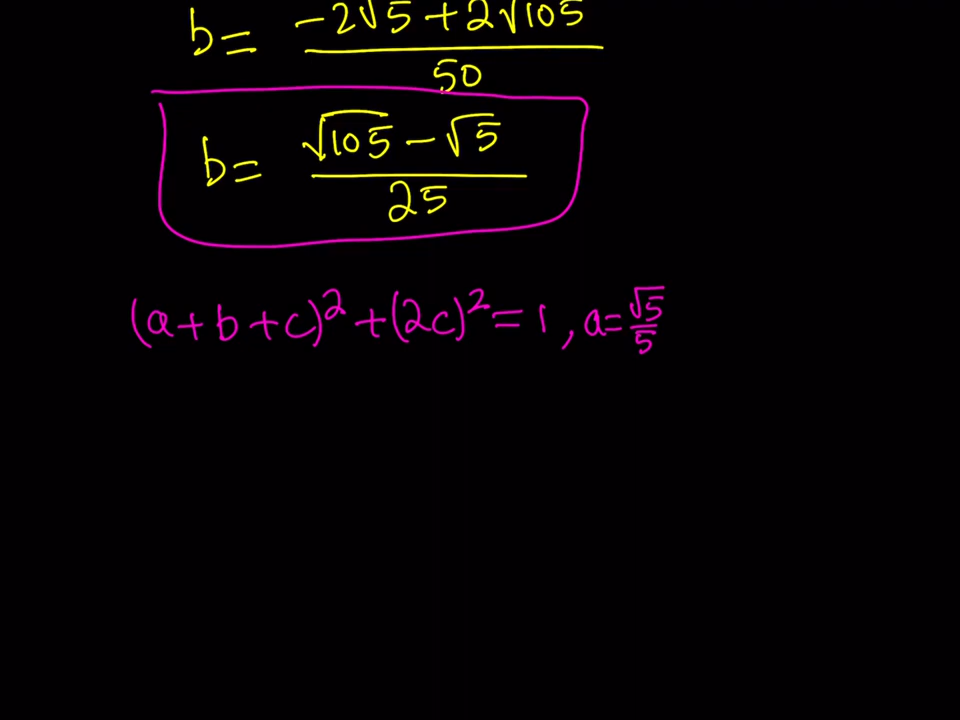 b = (-2√5 + 2√105)/50
b = (√105 - √5)/25
(a + b + c)² + (2c)² = 1, a = √5/5